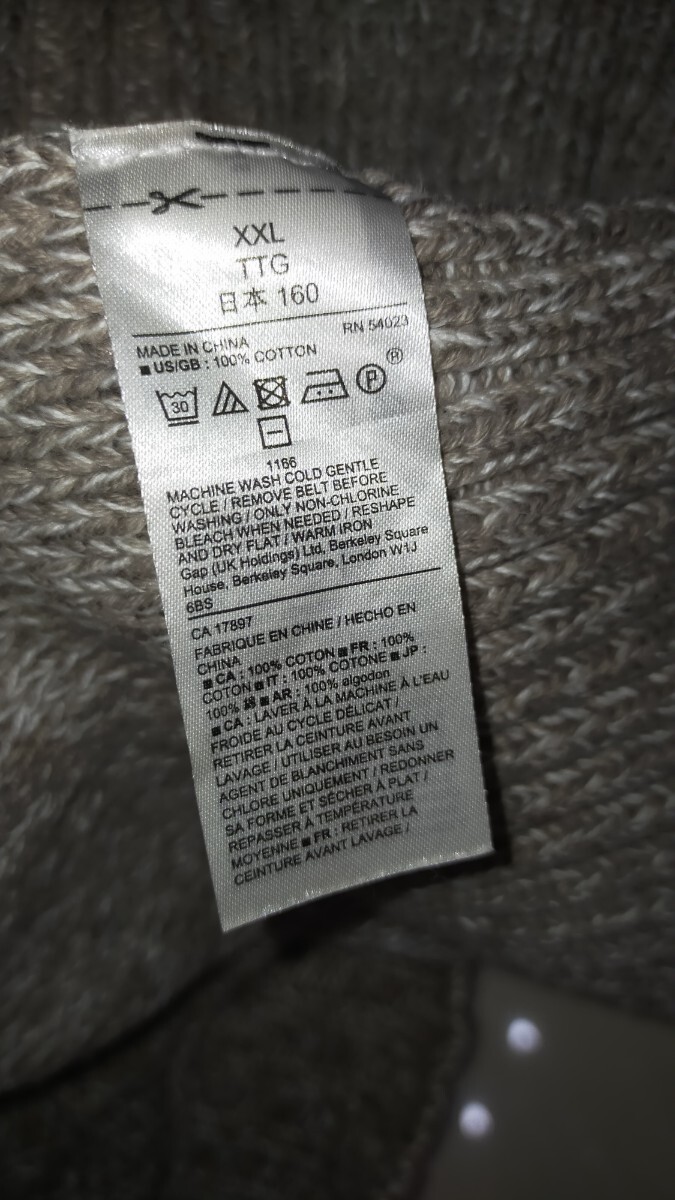 XXL
TTG
日本 160
RN 54023
MADE IN CHINA
■ US/GB : 100% COTTON
30
P
®
1186
MACHINE WASH COLD GENTLE
CYCLE / REMOVE BELT BEFORE
WASHING / ONLY NON-CHLORINE
BLEACH WHEN NEEDED / RESHAPE
AND DRY FLAT / WARM IRON
Gap (UK Holdings) Ltd, Berkeley Square
House, Berkeley Square, London W1J
6BS
CA 17897
FABRIQUE EN CHINE / HECHO EN
CHINA
■ CA : 100% COTON ■ FR : 100%
COTON ■ IT : 100% COTONE ■ JP :
100% 綿 ■ AR : 100% algodon
■ CA : LAVER À LA MACHINE À L'EAU
FROIDE AU CYCLE DÉLICAT /
RETIRER LA CEINTURE AVANT
LAVAGE / UTILISER AU BESOIN UN
AGENT DE BLANCHIMENT SANS
CHLORE UNIQUEMENT / REDONNER
SA FORME ET SÉCHER À PLAT /
REPASSER À TEMPÉRATURE
MOYENNE ■ FR : RETIRER LA
CEINTURE AVANT LAVAGE /